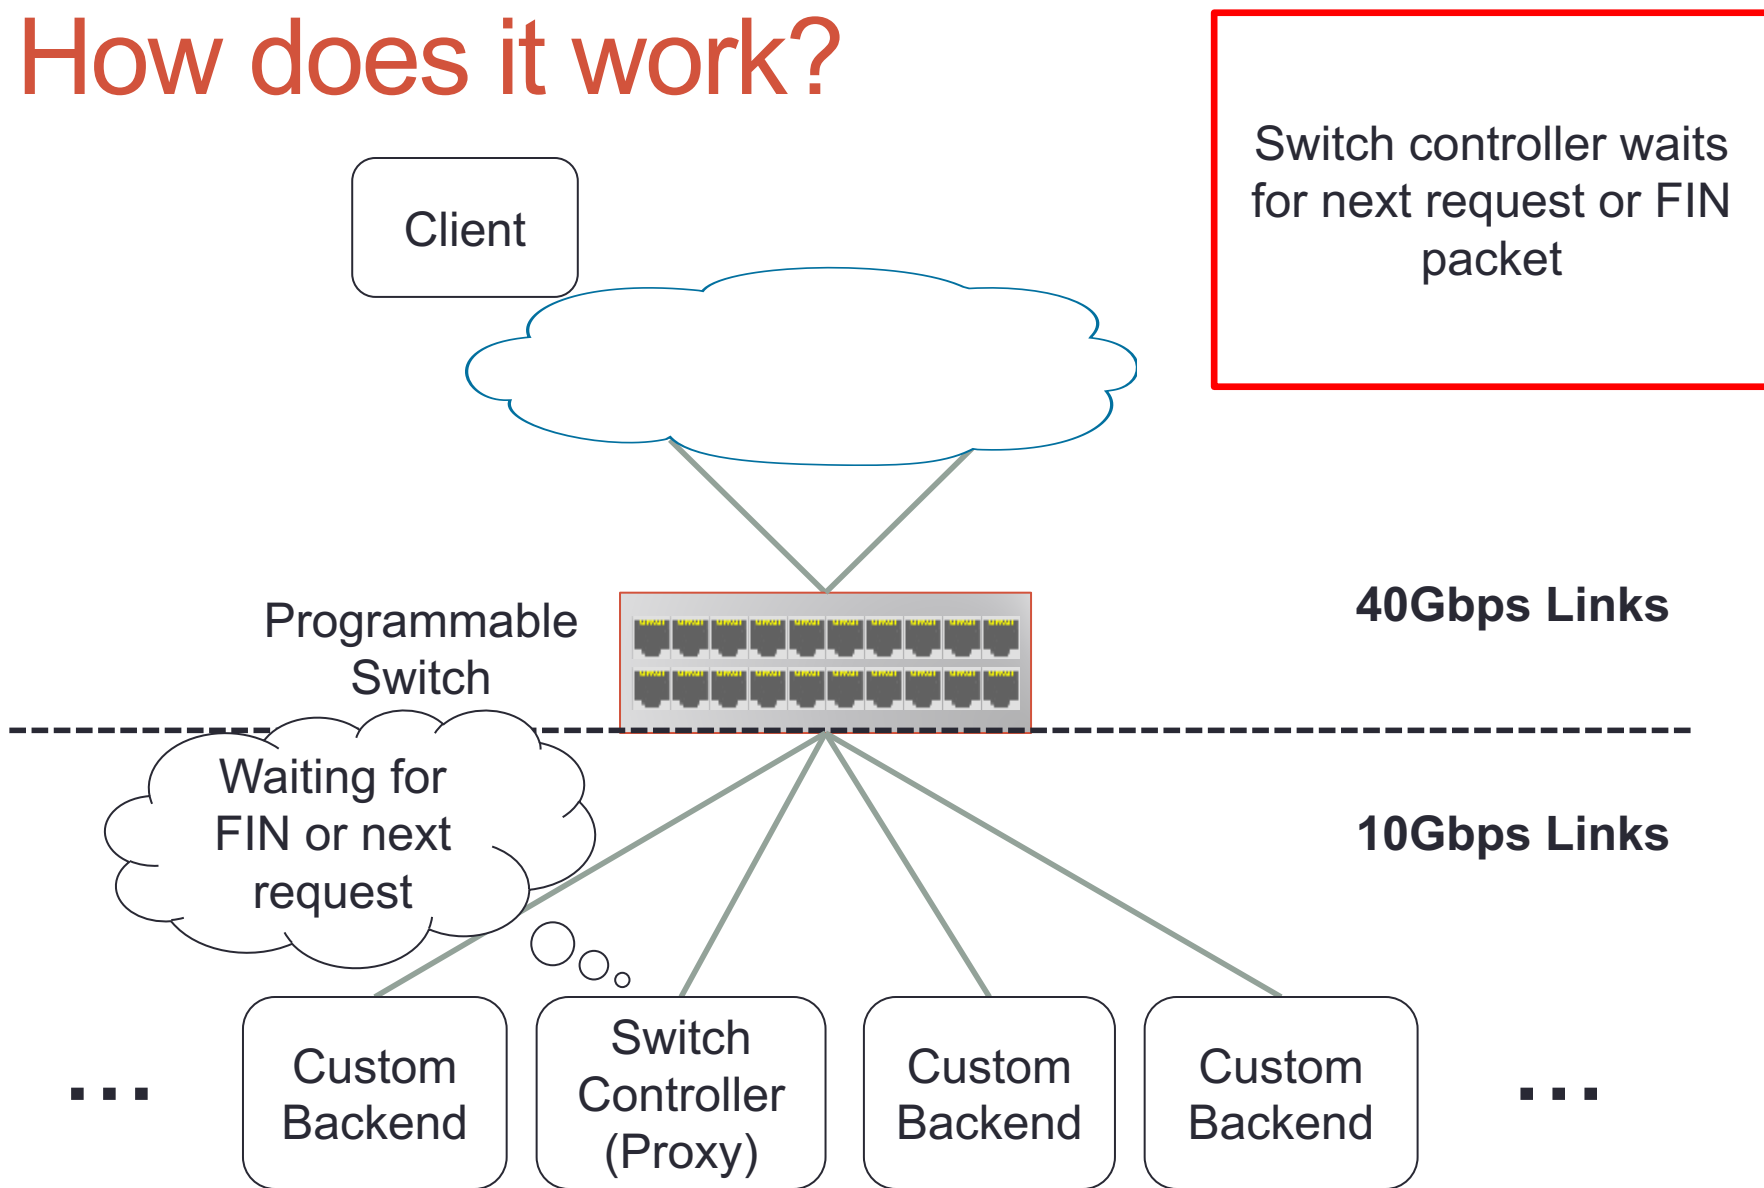 How does it work?
Switch controller waits
for next request or FIN
packet
Client
Programmable
Switch
40Gbps Links
Waiting for
FIN or next
request
10Gbps Links
...
Custom
Backend
Switch
Controller
(Proxy)
Custom
Backend
Custom
Backend
...